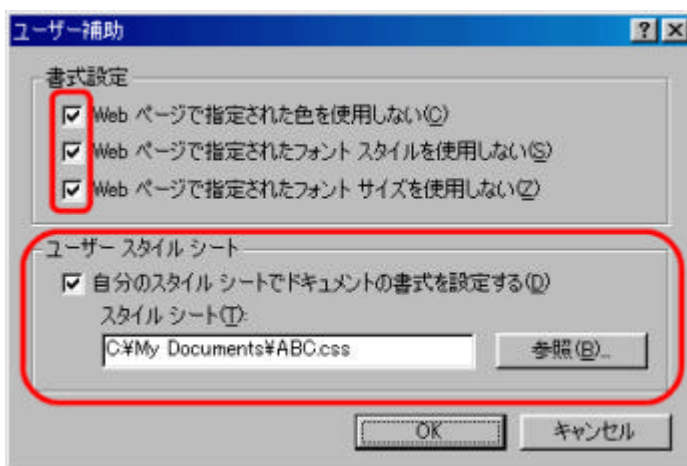 ユーザー補助
書式設定
Web ページで指定された色を使用しない(C)
Web ページで指定されたフォント スタイルを使用しない(S)
Web ページで指定されたフォント サイズを使用しない(Z)
ユーザー スタイル シート
自分のスタイル シートでドキュメントの書式を設定する(D)
スタイル シート(T):
C:¥My Documents¥ABC.css 参照(B)...
OK キャンセル